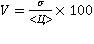 V = σ / <Ц> × 100